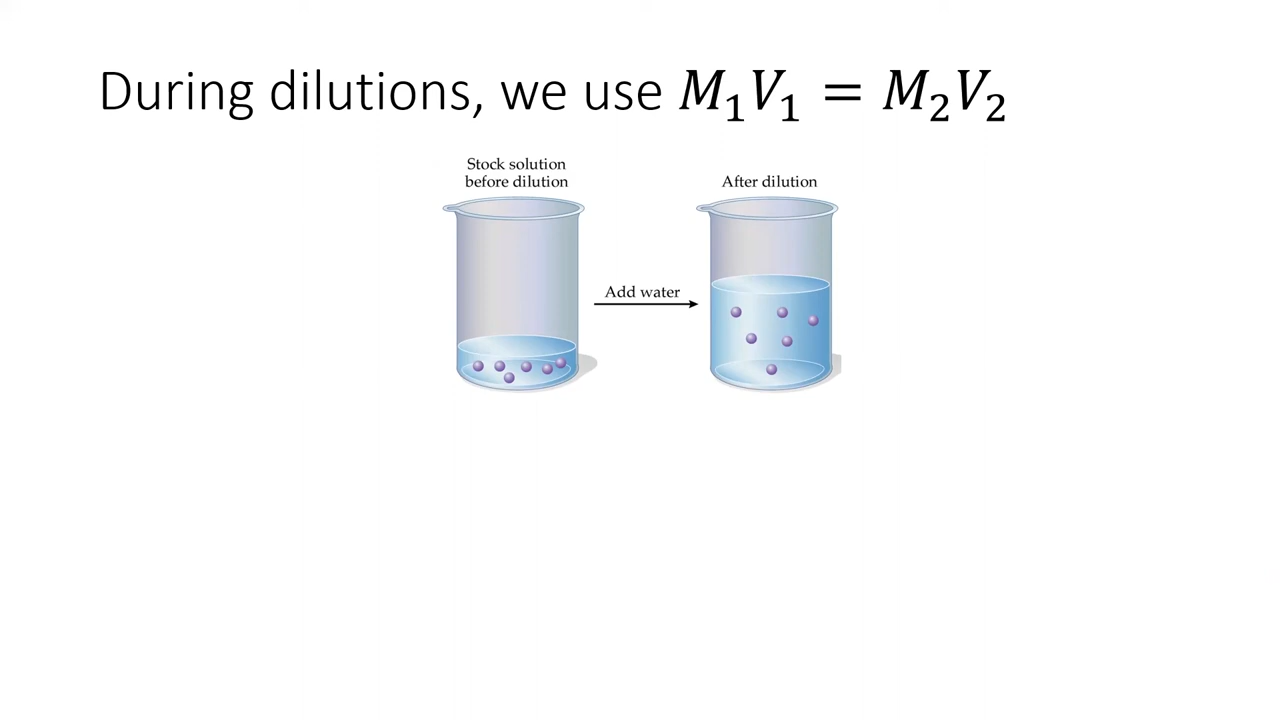 During dilutions, we use M₁V₁ = M₂V₂
Stock solution
before dilution
After dilution
Add water